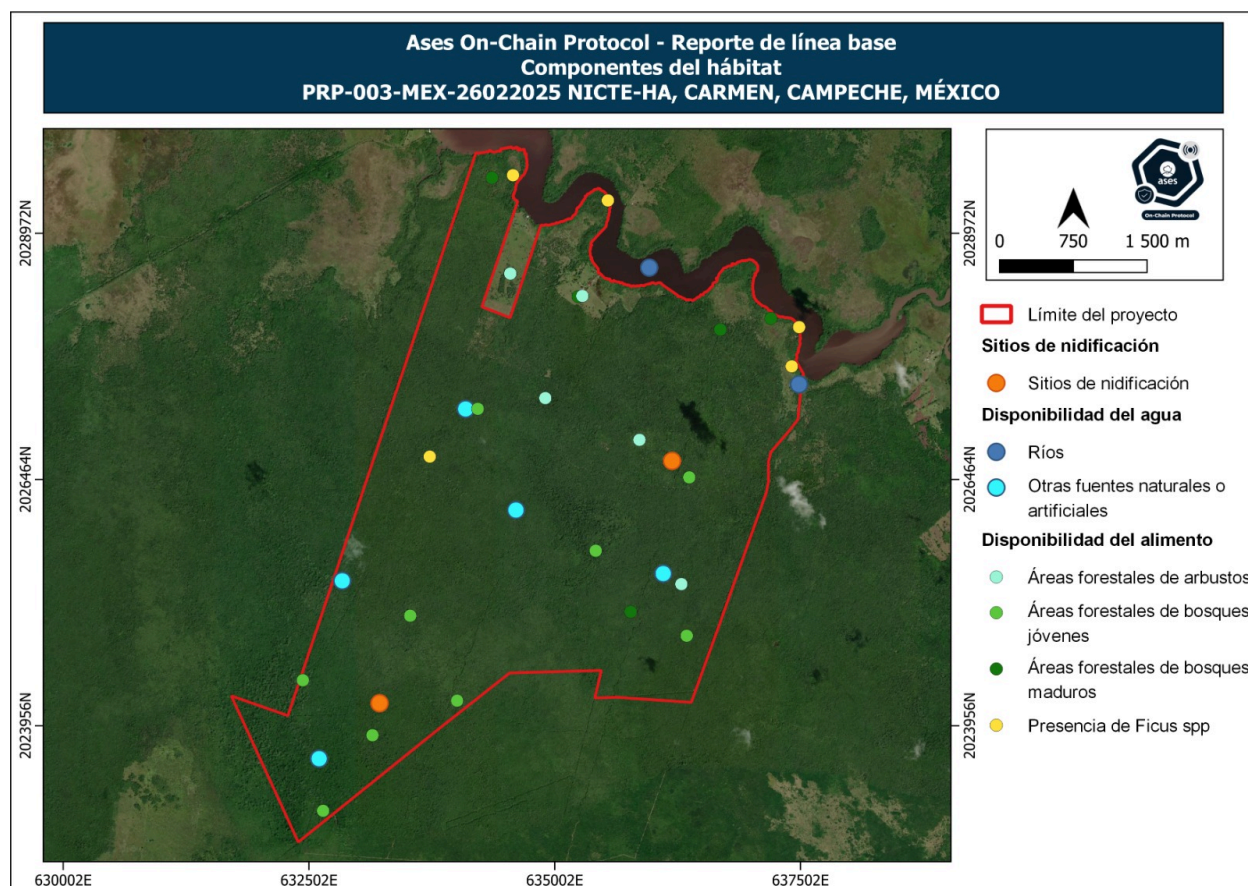 Ases On-Chain Protocol - Reporte de línea base
Componentes del hábitat
PRP-003-MEX-26022025 NICTE-HA, CARMEN, CAMPECHE, MÉXICO
ases
On-Chain Protocol
0 750 1 500 m
Límite del proyecto
Sitios de nidificación
Sitios de nidificación
Disponibilidad del agua
Ríos
Otras fuentes naturales o
artificiales
Disponibilidad del alimento
Áreas forestales de arbustos
Áreas forestales de bosques
jóvenes
Áreas forestales de bosques
maduros
Presencia de Ficus spp
2028972N
2026464N
2023956N
2028972N
2026464N
2023956N
630002E
632502E
635002E
637502E